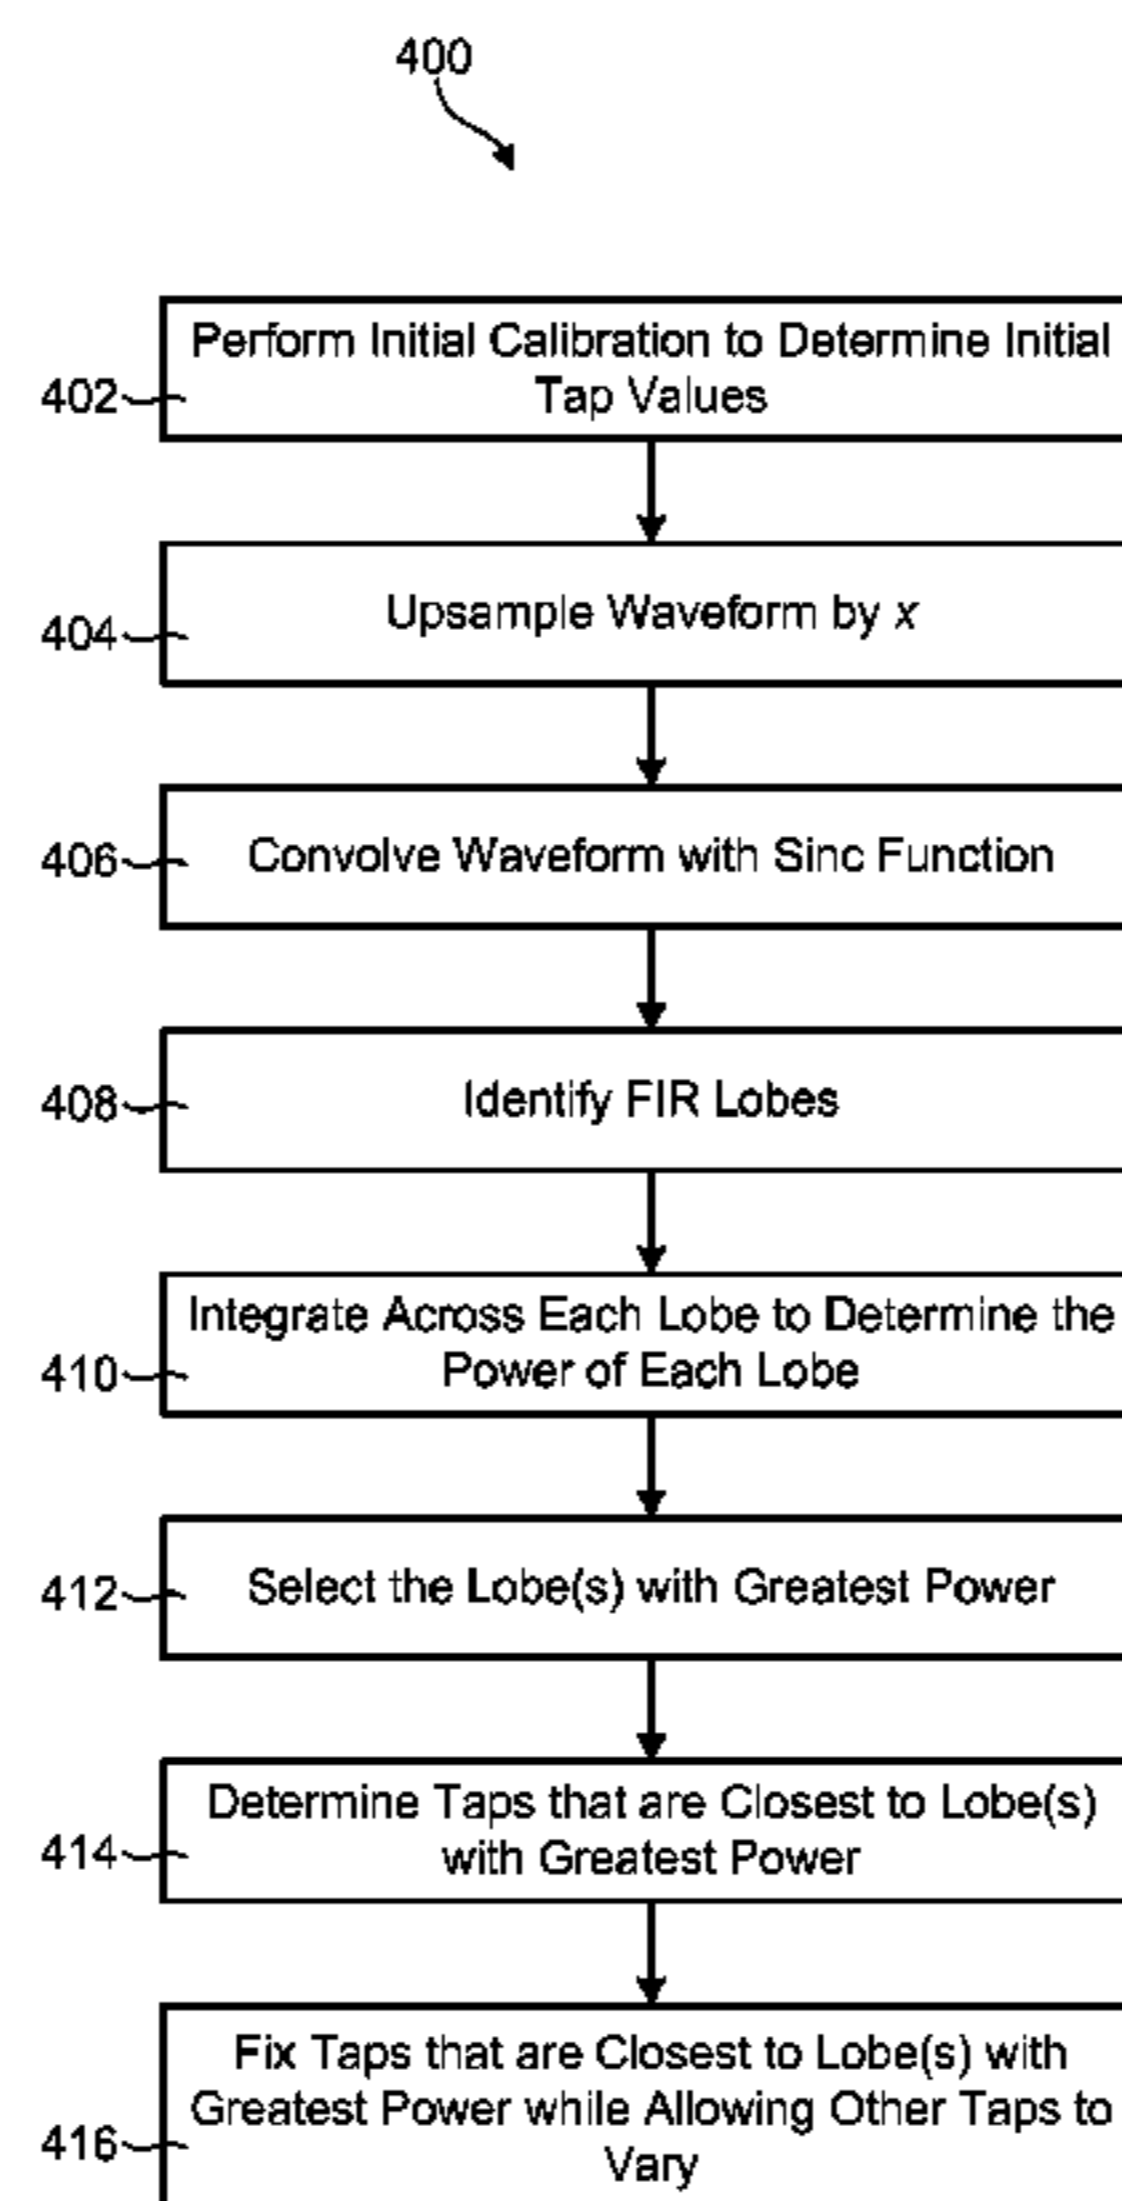 400
402
Perform Initial Calibration to Determine Initial
Tap Values
404
Upsample Waveform by x
406
Convolve Waveform with Sinc Function
408
Identify FIR Lobes
410
Integrate Across Each Lobe to Determine the
Power of Each Lobe
412
Select the Lobe(s) with Greatest Power
414
Determine Taps that are Closest to Lobe(s)
with Greatest Power
416
Fix Taps that are Closest to Lobe(s) with
Greatest Power while Allowing Other Taps to
Vary